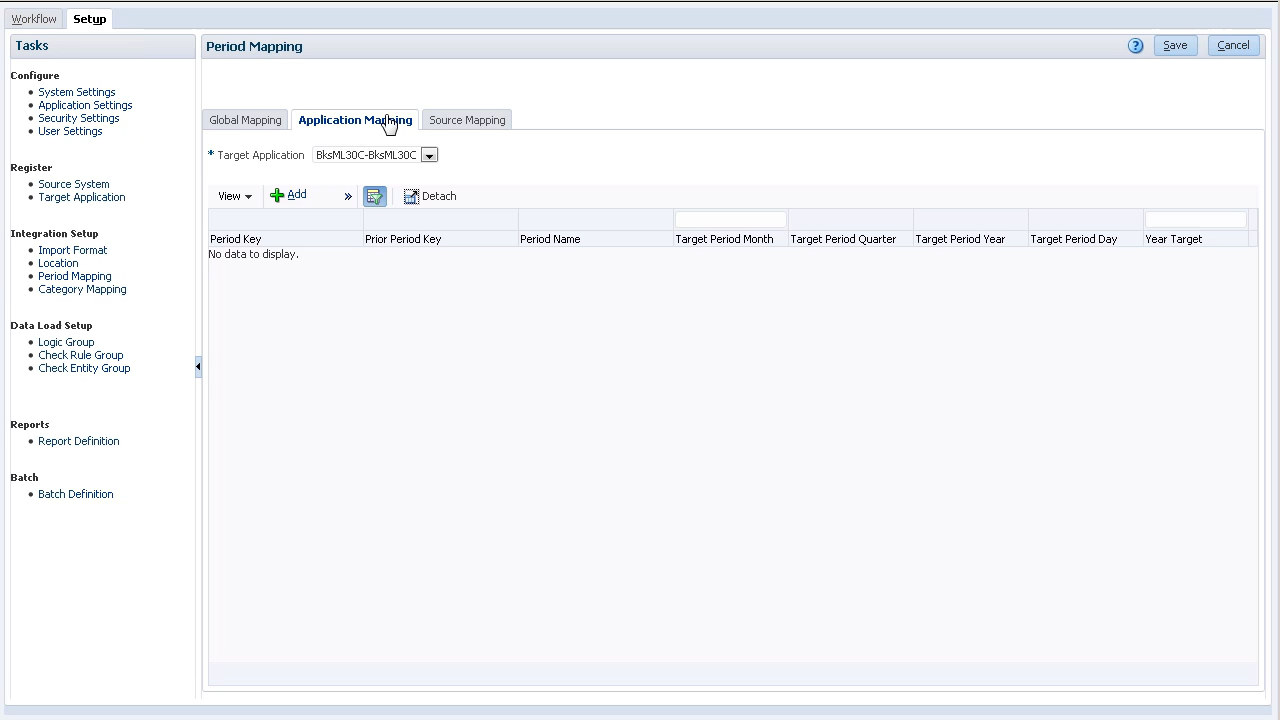 Workflow Setup
Tasks
Configure
System Settings
Application Settings
Security Settings
User Settings
Register
Source System
Target Application
Integration Setup
Import Format
Location
Period Mapping
Category Mapping
Data Load Setup
Logic Group
Check Rule Group
Check Entity Group
Reports
Report Definition
Batch
Batch Definition
Period Mapping
? Save Cancel
Global Mapping Application Mapping Source Mapping
* Target Application BksML30C-BksML30C
View Add » Detach
Period Key Prior Period Key Period Name Target Period Month Target Period Quarter Target Period Year Target Period Day Year Target
No data to display.